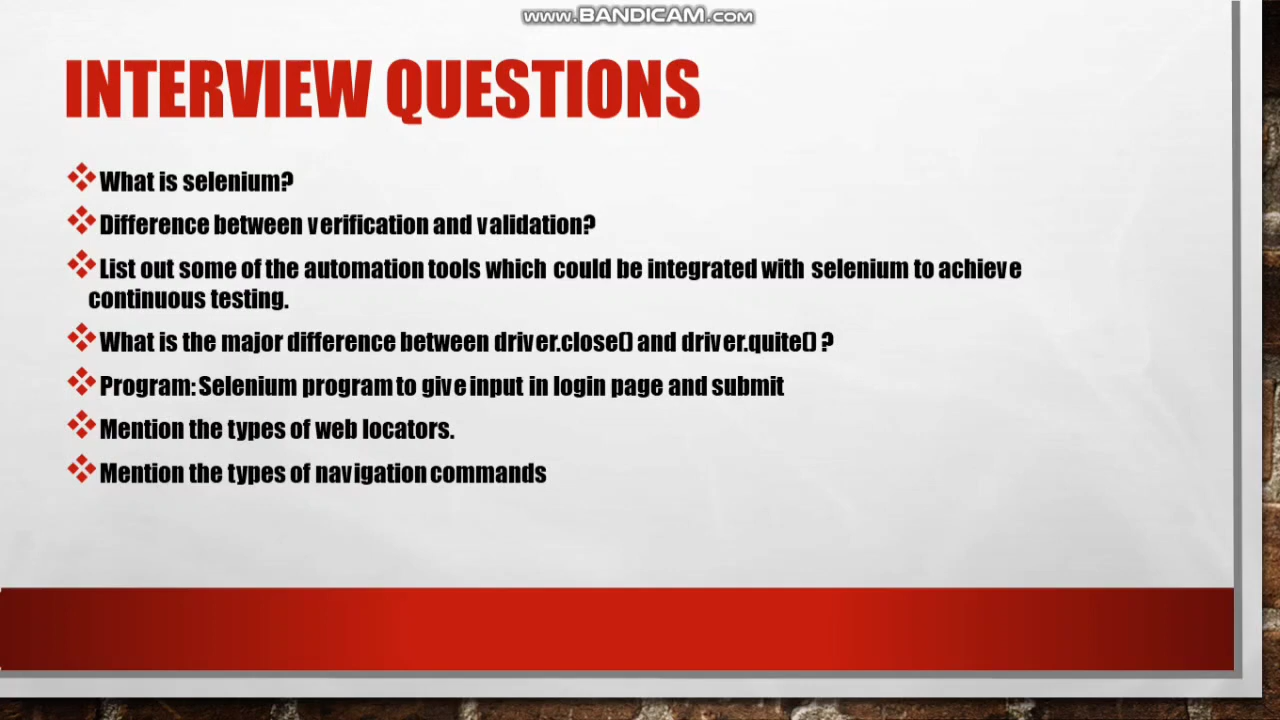 www.BANDICAM.com
INTERVIEW QUESTIONS
What is selenium?
Difference between verification and validation?
List out some of the automation tools which could be integrated with selenium to achieve
continuous testing.
What is the major difference between driver.close() and driver.quite() ?
Program: Selenium program to give input in login page and submit
Mention the types of web locators.
Mention the types of navigation commands